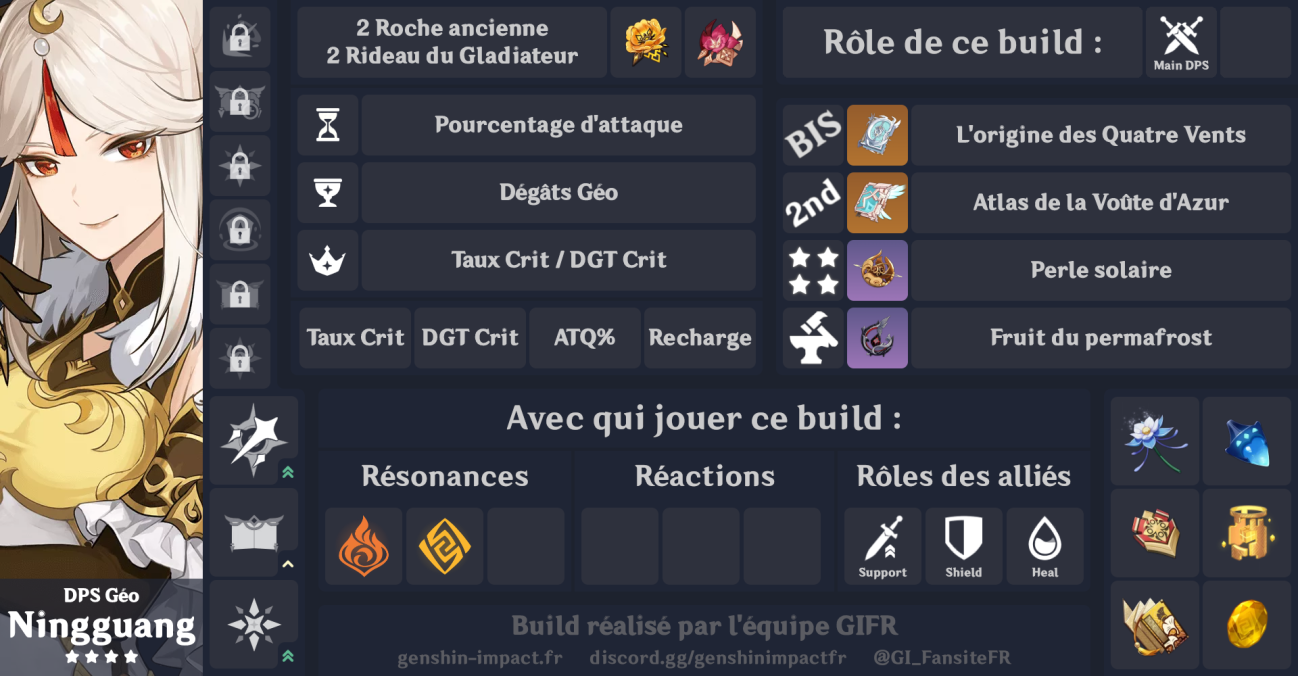 2 Roche ancienne
2 Rideau du Gladiateur
Pourcentage d'attaque
Dégâts Géo
Taux Crit / DGT Crit
Taux Crit
DGT Crit
ATQ%
Recharge
Rôle de ce build :
Main DPS
BIS
L'origine des Quatre Vents
2nd
Atlas de la Voûte d'Azur
Perle solaire
Fruit du permafrost
Avec qui jouer ce build :
Résonances
Réactions
Rôles des alliés
Support
Shield
Heal
DPS Géo
Ningguang
Build réalisé par l'équipe GIFR
genshin-impact.fr discord.gg/genshinimpactfr @GI_FansiteFR